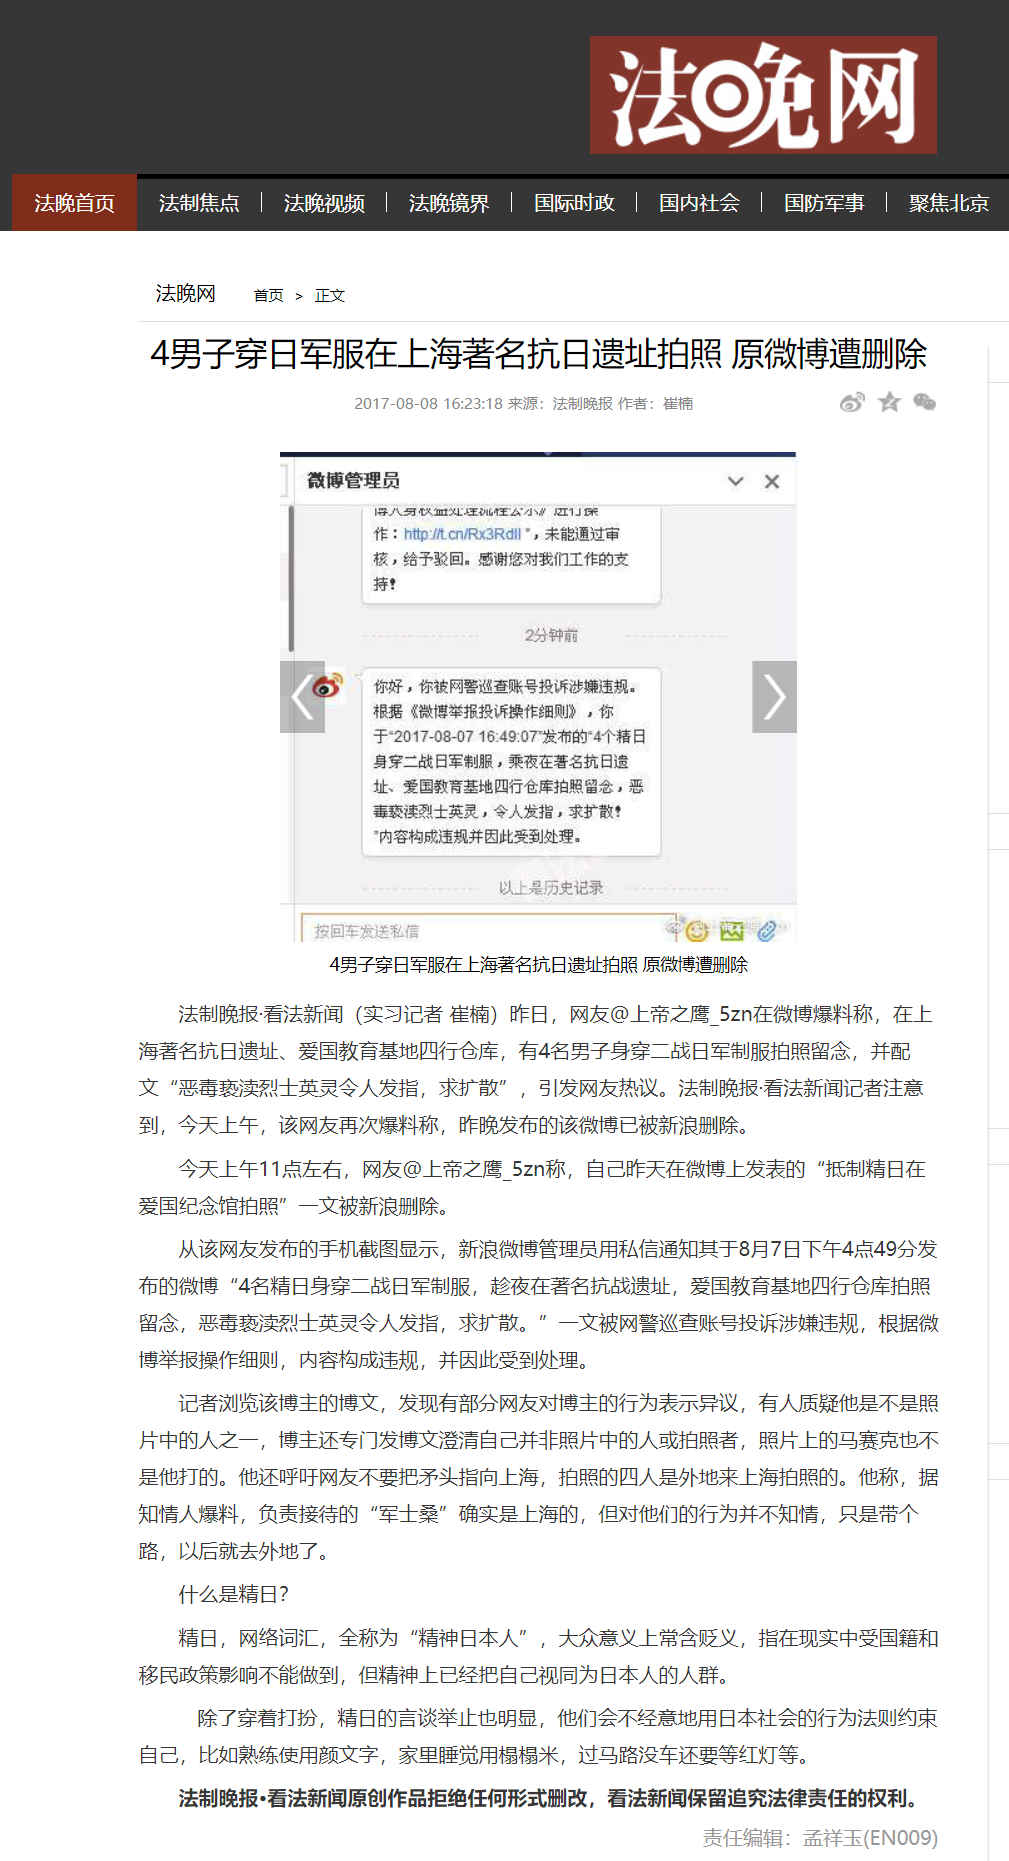 法晚网
法晚首页 法制焦点 法晚视频 法晚镜界 国际时政 国内社会 国防军事 聚焦北京
法晚网 首页 > 正文
4男子穿日军服在上海著名抗日遗址拍照 原微博遭删除
2017-08-08 16:23:18 来源：法制晚报 作者：崔楠
微博管理员
博人身权益处理流程公示》进行操
作：http://t.cn/Rx3RdII ”，未能通过审
核，给予驳回。感谢您对我们工作的支
持！
2分钟前
你好，你被网警巡查账号投诉涉嫌违规。
根据《微博举报投诉操作细则》，你
于“2017-08-07 16:49:07”发布的“4个精日
身穿二战日军制服，乘夜在著名抗日遗
址、爱国教育基地四行仓库拍照留念，恶
毒亵渎烈士英灵，令人发指，求扩散！
”内容构成违规并因此受到处理。
以上是历史记录
按回车发送私信
4男子穿日军服在上海著名抗日遗址拍照 原微博遭删除
法制晚报·看法新闻（实习记者 崔楠）昨日，网友@上帝之鹰_5zn在微博爆料称，在上
海著名抗日遗址、爱国教育基地四行仓库，有4名男子身穿二战日军制服拍照留念，并配
文“恶毒亵渎烈士英灵令人发指，求扩散”，引发网友热议。法制晚报·看法新闻记者注意
到，今天上午，该网友再次爆料称，昨晚发布的该微博已被新浪删除。
今天上午11点左右，网友@上帝之鹰_5zn称，自己昨天在微博上发表的“抵制精日在
爱国纪念馆拍照”一文被新浪删除。
从该网友发布的手机截图显示，新浪微博管理员用私信通知其于8月7日下午4点49分发
布的微博“4名精日身穿二战日军制服，趁夜在著名抗战遗址，爱国教育基地四行仓库拍照
留念，恶毒亵渎烈士英灵令人发指，求扩散。”一文被网警巡查账号投诉涉嫌违规，根据微
博举报操作细则，内容构成违规，并因此受到处理。
记者浏览该博主的博文，发现有部分网友对博主的行为表示异议，有人质疑他是不是照
片中的人之一，博主还专门发博文澄清自己并非照片中的人或拍照者，照片上的马赛克也不
是他打的。他还呼吁网友不要把矛头指向上海，拍照的四人是外地来上海拍照的。他称，据
知情人爆料，负责接待的“军士桑”确实是上海的，但对他们的行为并不知情，只是带个
路，以后就去外地了。
什么是精日？
精日，网络词汇，全称为“精神日本人”，大众意义上常含贬义，指在现实中受国籍和
移民政策影响不能做到，但精神上已经把自己视同为日本人的人群。
除了穿着打扮，精日的言谈举止也明显，他们会不经意地用日本社会的行为法则约束
自己，比如熟练使用颜文字，家里睡觉用榻榻米，过马路没车还要等红灯等。
法制晚报·看法新闻原创作品拒绝任何形式删改，看法新闻保留追究法律责任的权利。
责任编辑：孟祥玉(EN009)